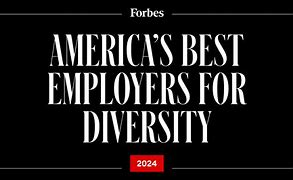 Forbes
AMERICA'S BEST
EMPLOYERS FOR
DIVERSITY
2024